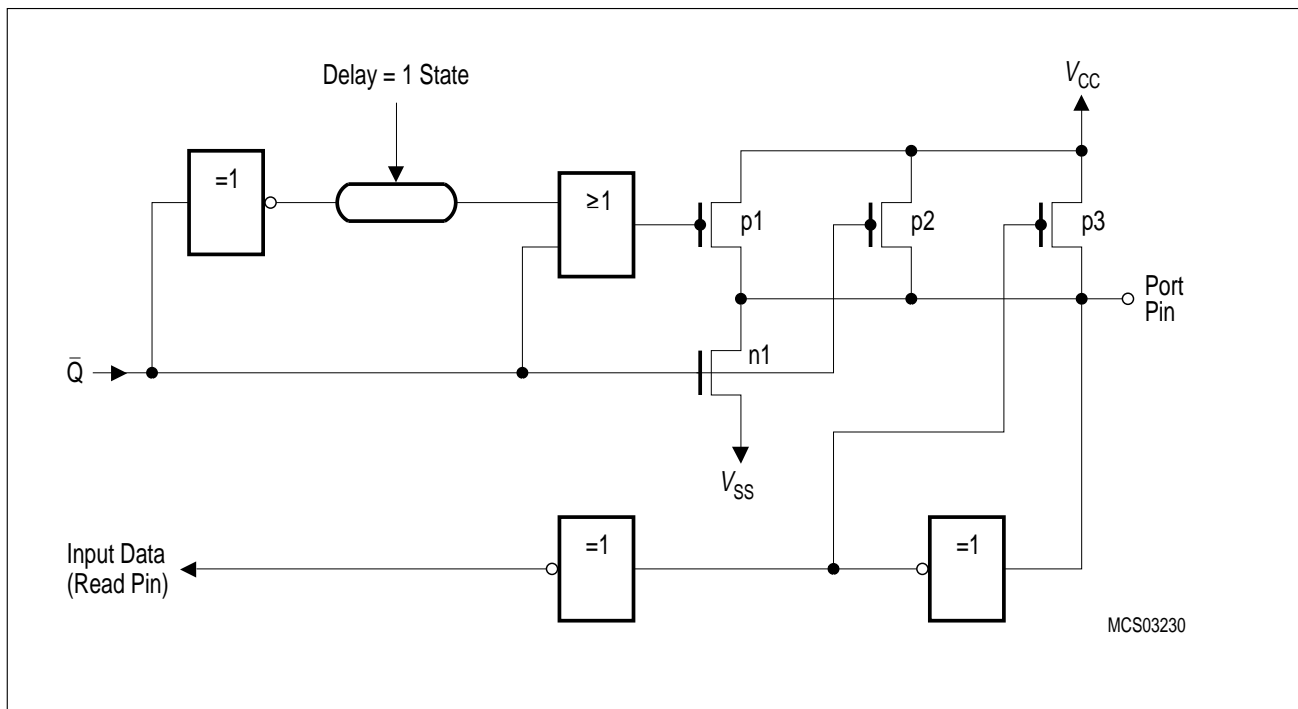 Delay = 1 State
V_CC
=1
≥1
p1
p2
p3
Port
Pin
Q̅
n1
V_SS
Input Data
(Read Pin)
=1
=1
MCS03230